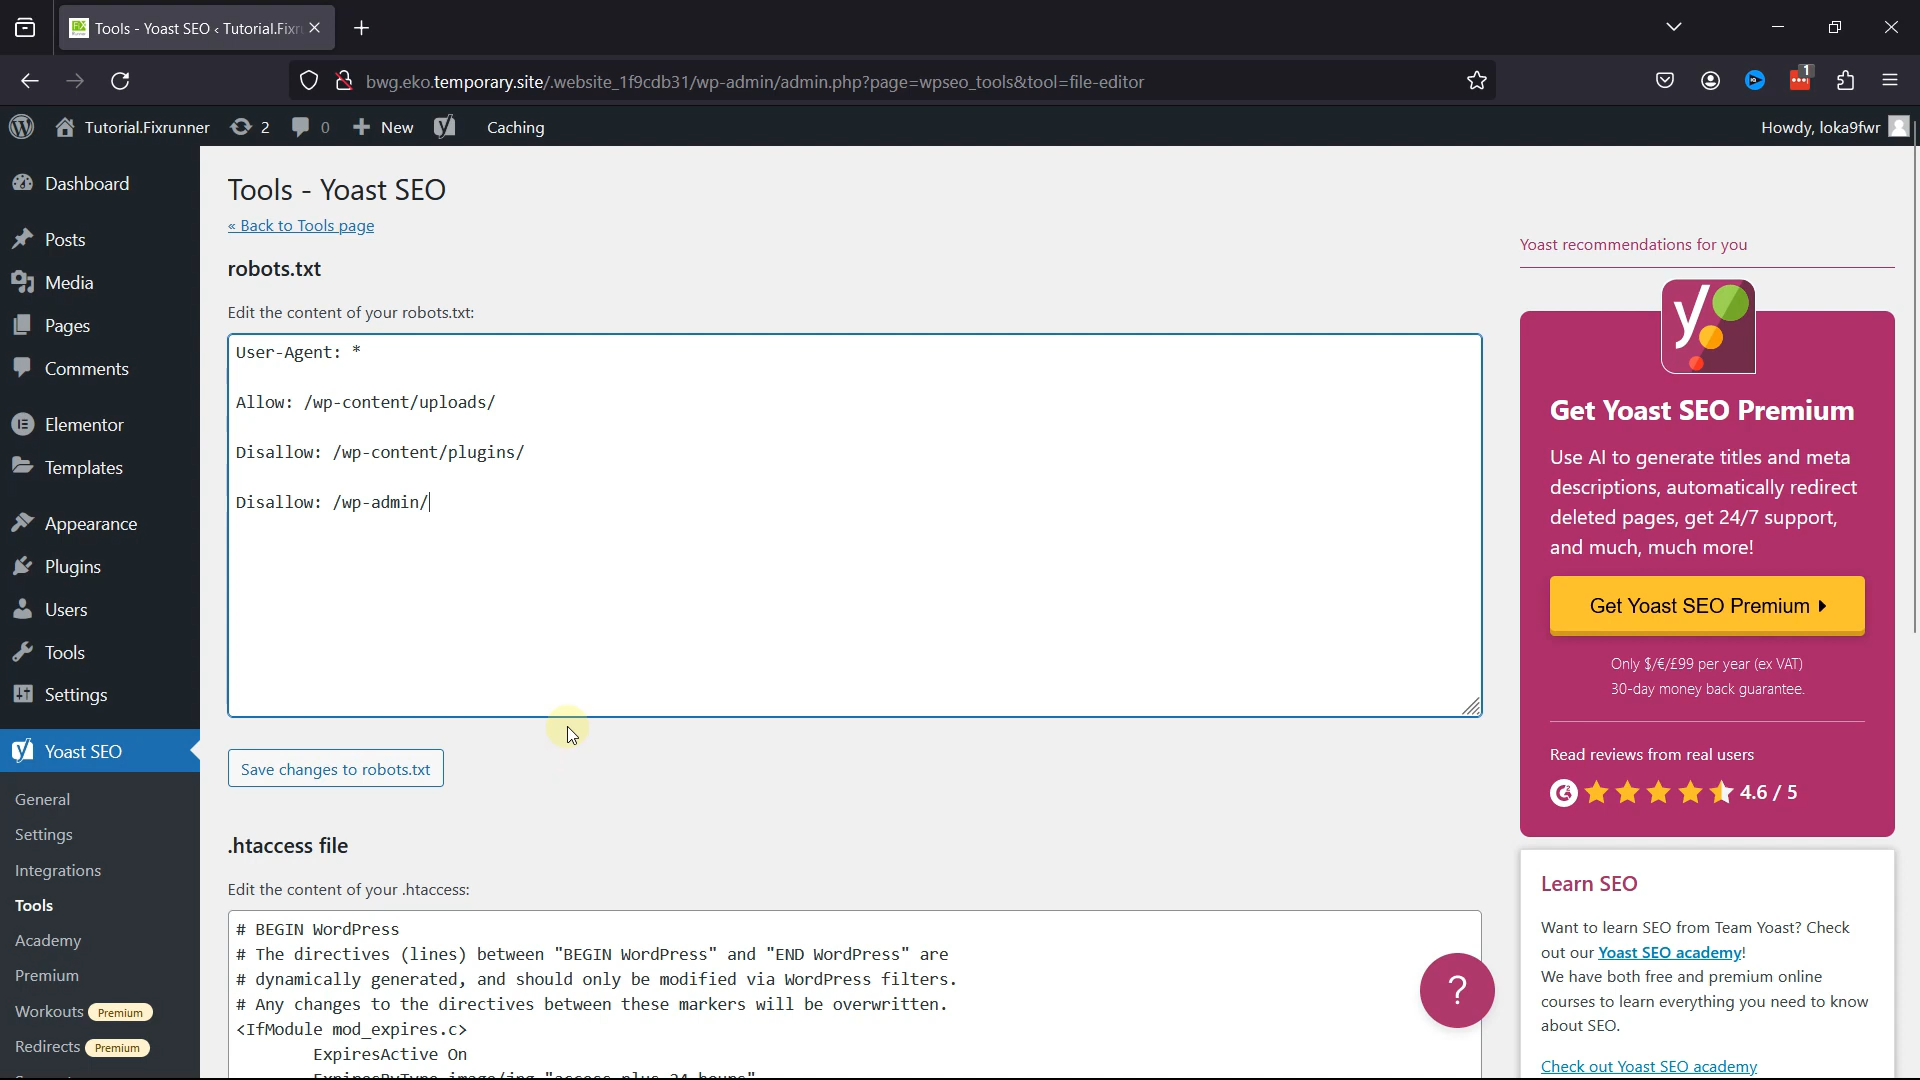 Tools - Yoast SEO ‹ Tutorial.Fixr
bwg.eko.temporary.site/.website_1f9cdb31/wp-admin/admin.php?page=wpseo_tools&tool=file-editor
1
Tutorial.Fixrunner
2
0
New
Caching
Howdy, loka9fwr
Dashboard
Posts
Media
Pages
Comments
Elementor
Templates
Appearance
Plugins
Users
Tools
Settings
Yoast SEO
General
Settings
Integrations
Tools
Academy
Premium
Workouts Premium
Redirects Premium
Tools - Yoast SEO
« Back to Tools page
robots.txt
Edit the content of your robots.txt:
User-Agent: *
Allow: /wp-content/uploads/
Disallow: /wp-content/plugins/
Disallow: /wp-admin/
Save changes to robots.txt
.htaccess file
Edit the content of your .htaccess:
# BEGIN WordPress
# The directives (lines) between "BEGIN WordPress" and "END WordPress" are
# dynamically generated, and should only be modified via WordPress filters.
# Any changes to the directives between these markers will be overwritten.
<IfModule mod_expires.c>
ExpiresActive On
ExpiresByType image/jpg "access plus 24 hours"
?
Yoast recommendations for you
Get Yoast SEO Premium
Use AI to generate titles and meta
descriptions, automatically redirect
deleted pages, get 24/7 support,
and much, much more!
Get Yoast SEO Premium
Only $/€/£99 per year (ex VAT)
30-day money back guarantee.
Read reviews from real users
4.6 / 5
Learn SEO
Want to learn SEO from Team Yoast? Check
out our Yoast SEO academy!
We have both free and premium online
courses to learn everything you need to know
about SEO.
Check out Yoast SEO academy